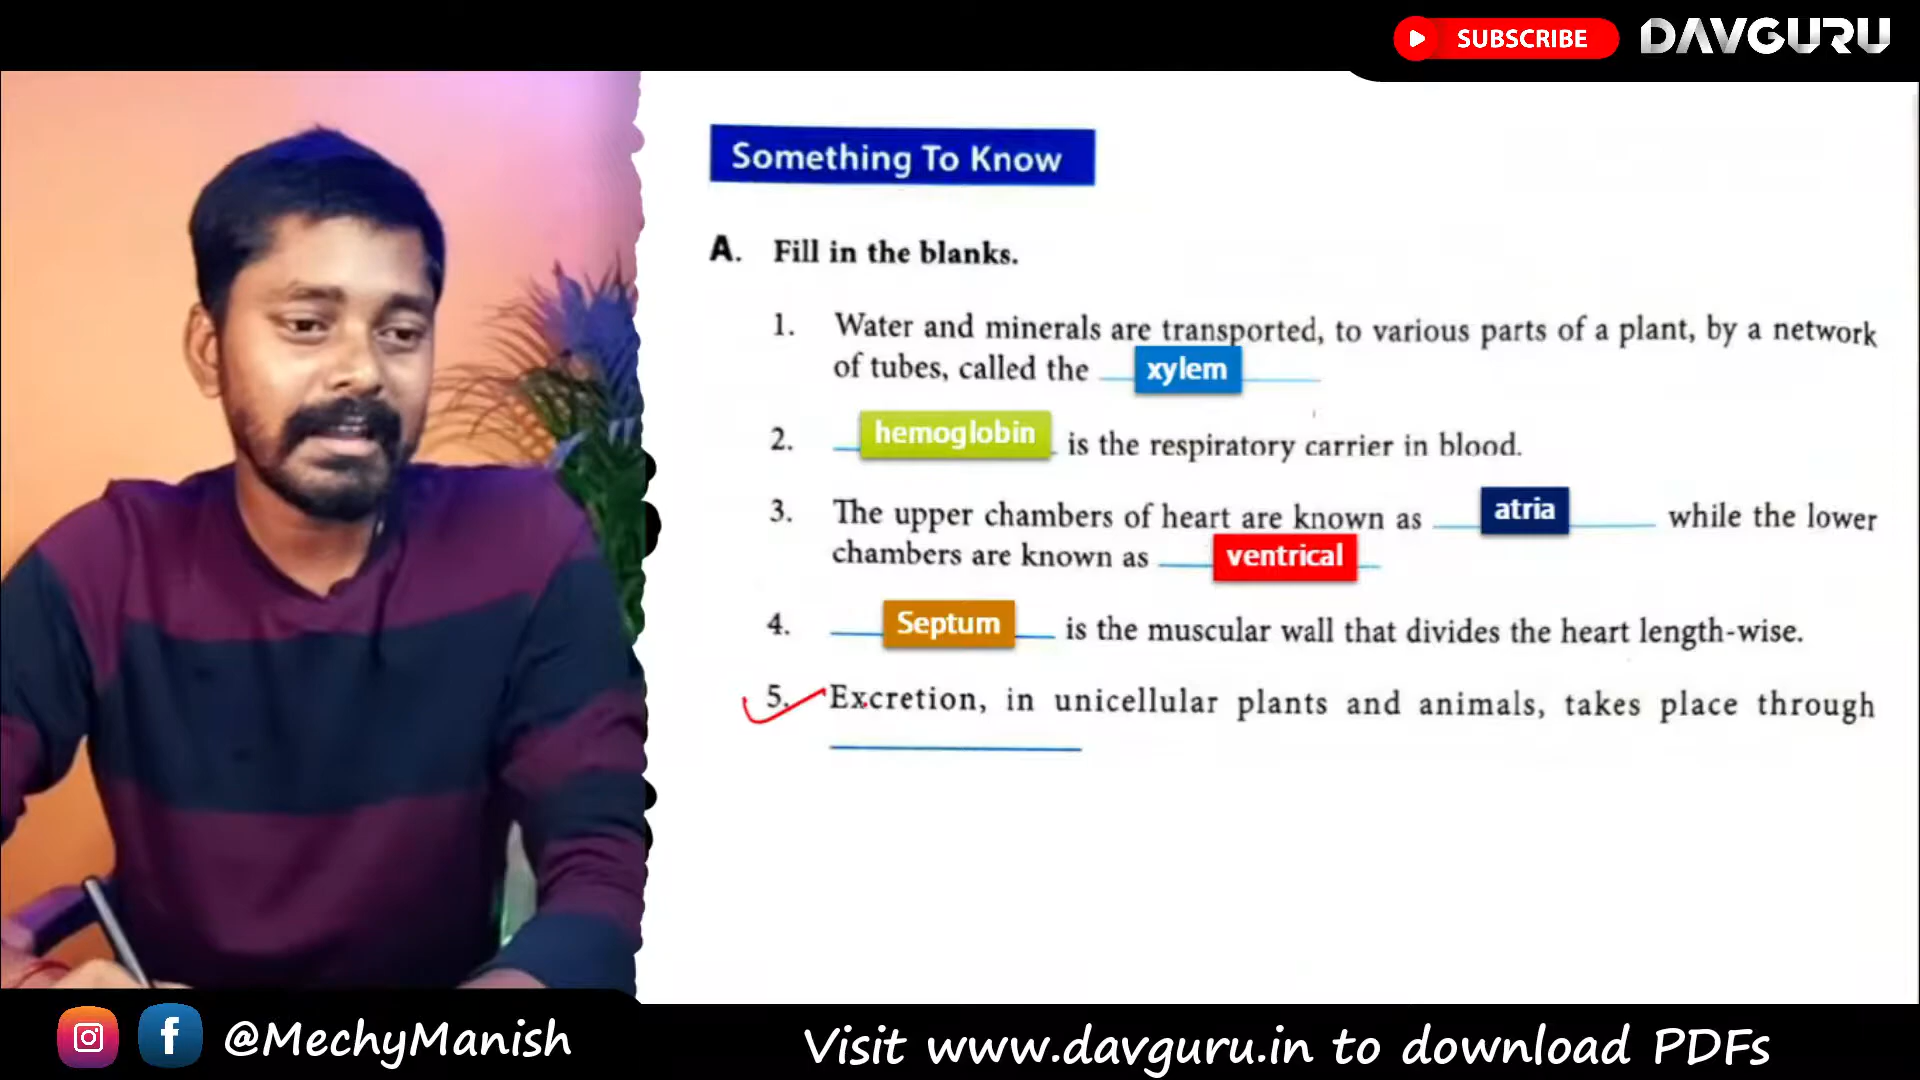 SUBSCRIBE DAVGURU
Something To Know
A. Fill in the blanks.
1. Water and minerals are transported, to various parts of a plant, by a network
of tubes, called the xylem
2. hemoglobin is the respiratory carrier in blood.
3. The upper chambers of heart are known as atria while the lower
chambers are known as ventrical
4. Septum is the muscular wall that divides the heart length-wise.
5. Excretion, in unicellular plants and animals, takes place through
@MechyManish
Visit www.davguru.in to download PDFs